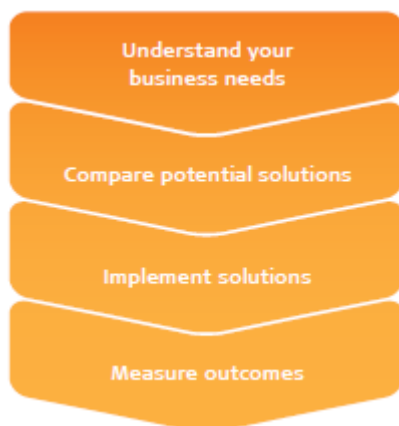 Understand your
business needs
Compare potential solutions
Implement solutions
Measure outcomes